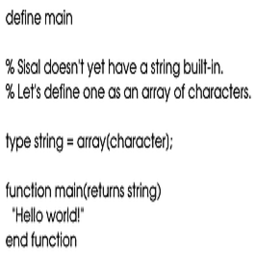 define main
% Sisal doesn't yet have a string built-in.
% Let's define one as an array of characters.
type string = array(character);
function main(returns string)
"Hello world!"
end function